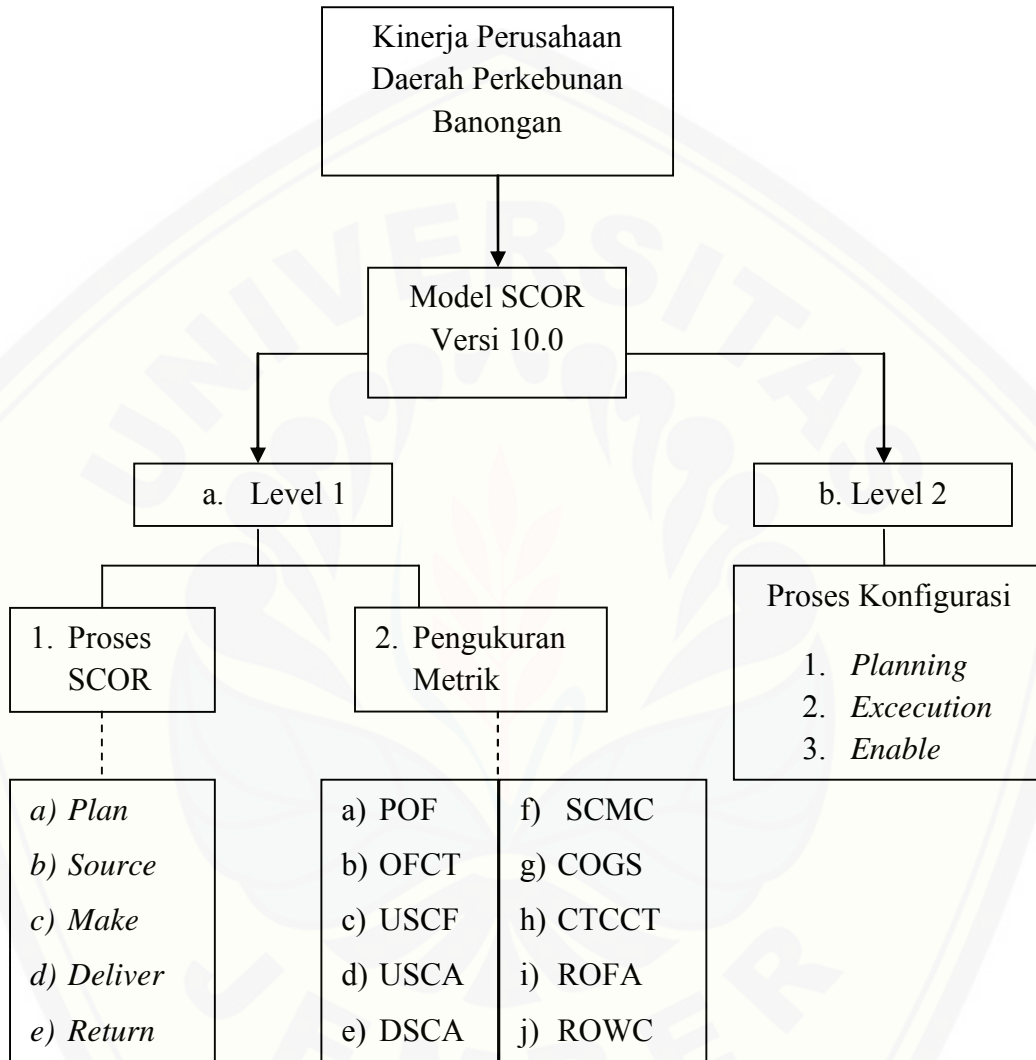 Kinerja Perusahaan
Daerah Perkebunan
Banongan
Model SCOR
Versi 10.0
a. Level 1
b. Level 2
1. Proses
SCOR
2. Pengukuran
Metrik
Proses Konfigurasi
1. Planning
2. Excecution
3. Enable
a) Plan
b) Source
c) Make
d) Deliver
e) Return
a) POF
b) OFCT
c) USCF
d) USCA
e) DSCA
f) SCMC
g) COGS
h) CTCCT
i) ROFA
j) ROWC
UNIVERSITAS
JEMBER